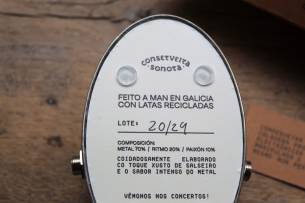 conserveira
sonora
FEITO A MAN EN GALICIA
CON LATAS RECICLADAS
LOTE: 20/29
COMPOSICIÓN:
METAL 70% / RITMO 20% / PAIXÓN 10%
COIDADOSAMENTE ELABORADO
CO TOQUE XUSTO DE SALSEIRO
E O SABOR INTENSO DO METAL
VÉMONOS NOS CONCERTOS!